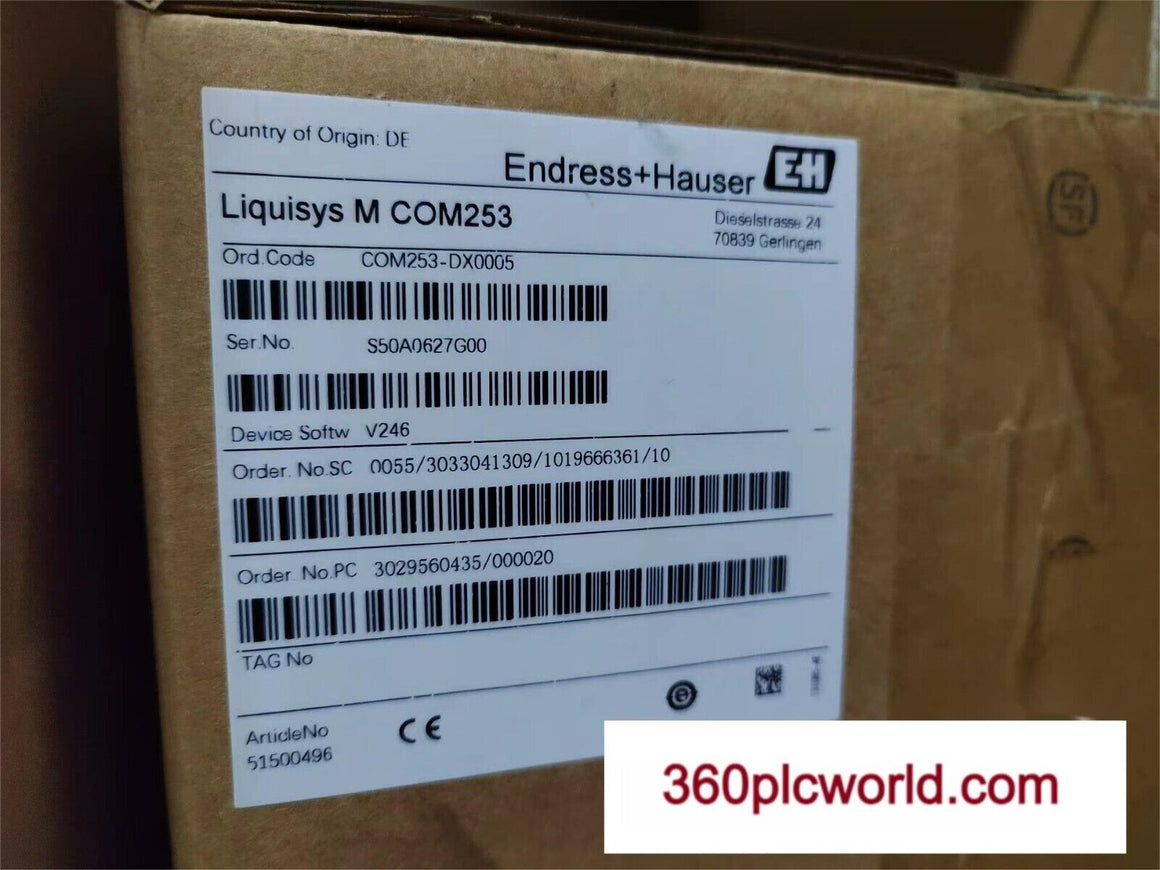 Country of Origin: DE
Endress+Hauser EH
Liquisys M COM253
Dieselstrasse 24
70839 Gerlingen
Ord.Code COM253-DX0005
Ser.No. S50A0627G00
Device Softw V246
Order. No.SC 0055/3033041309/1019666361/10
Order. No.PC 3029560435/000020
TAG No
ArticleNo
51500496
CE
SF
360plcworld.com